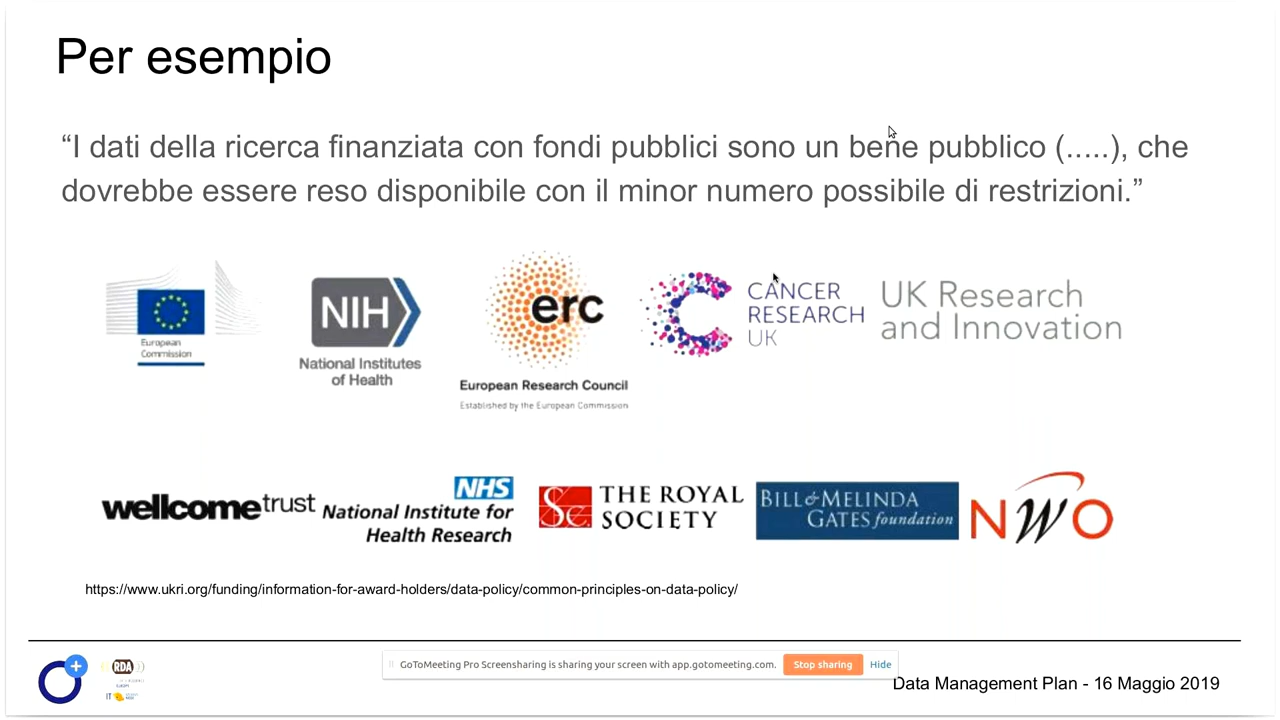 Per esempio
“I dati della ricerca finanziata con fondi pubblici sono un bene pubblico (.....), che
dovrebbe essere reso disponibile con il minor numero possibile di restrizioni.”
European
Commission
NIH
National Institutes
of Health
erc
European Research Council
Established by the European Commission
CANCER
RESEARCH
UK
UK Research
and Innovation
wellcometrust
NHS
National Institute for
Health Research
THE ROYAL
SOCIETY
BILL & MELINDA
GATES foundation
NWO
https://www.ukri.org/funding/information-for-award-holders/data-policy/common-principles-on-data-policy/
RDA
IT
GoToMeeting Pro Screensharing is sharing your screen with app.gotomeeting.com.
Stop sharing
Hide
Data Management Plan - 16 Maggio 2019